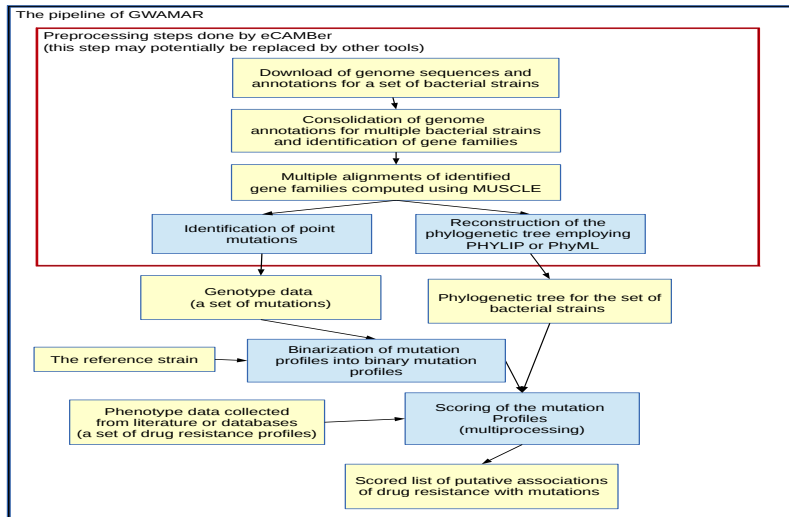 The pipeline of GWAMAR
Preprocessing steps done by eCAMBer
(this step may potentially be replaced by other tools)
Download of genome sequences and
annotations for a set of bacterial strains
Consolidation of genome
annotations for multiple bacterial strains
and identification of gene families
Multiple alignments of identified
gene families computed using MUSCLE
Identification of point
mutations
Reconstruction of the
phylogenetic tree employing
PHYLIP or PhyML
Genotype data
(a set of mutations)
Phylogenetic tree for the set of
bacterial strains
The reference strain
Binarization of mutation
profiles into binary mutation
profiles
Phenotype data collected
from literature or databases
(a set of drug resistance profiles)
Scoring of the mutation
Profiles
(multiprocessing)
Scored list of putative associations
of drug resistance with mutations